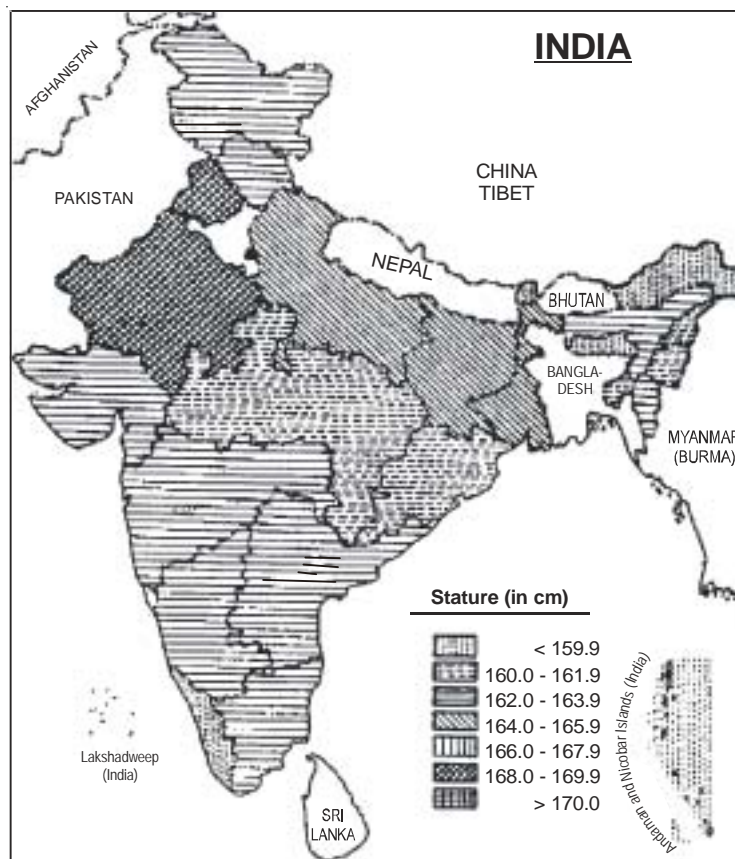 INDIA
AFGHANISTAN
CHINA
TIBET
PAKISTAN
NEPAL
BHUTAN
BANGLA-
DESH
MYANMAR
(BURMA)
Stature (in cm)
< 159.9
160.0 - 161.9
162.0 - 163.9
164.0 - 165.9
166.0 - 167.9
168.0 - 169.9
> 170.0
Andaman and Nicobar Islands (India)
Lakshadweep
(India)
SRI
LANKA